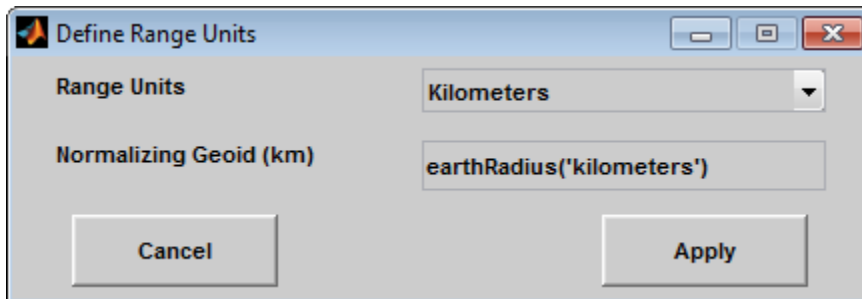 Define Range Units
Range Units
Kilometers
Normalizing Geoid (km)
earthRadius('kilometers')
Cancel
Apply